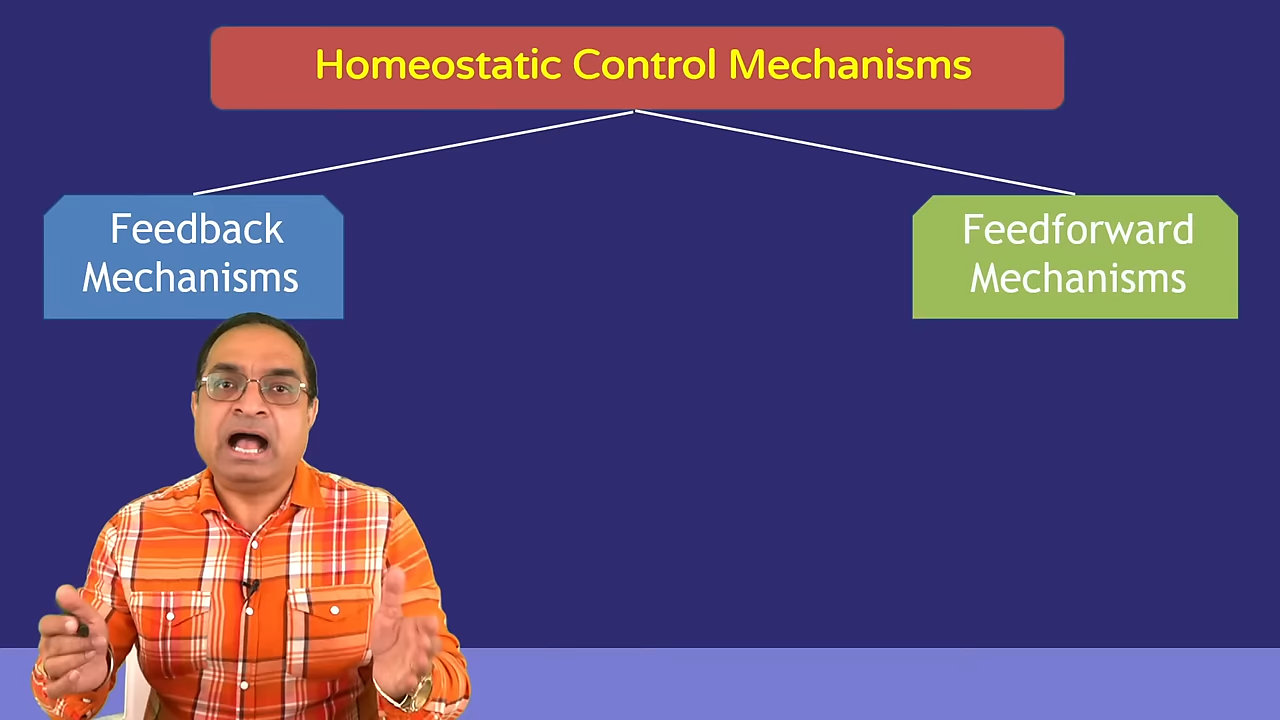 Homeostatic Control Mechanisms
Feedback
Mechanisms
Feedforward
Mechanisms